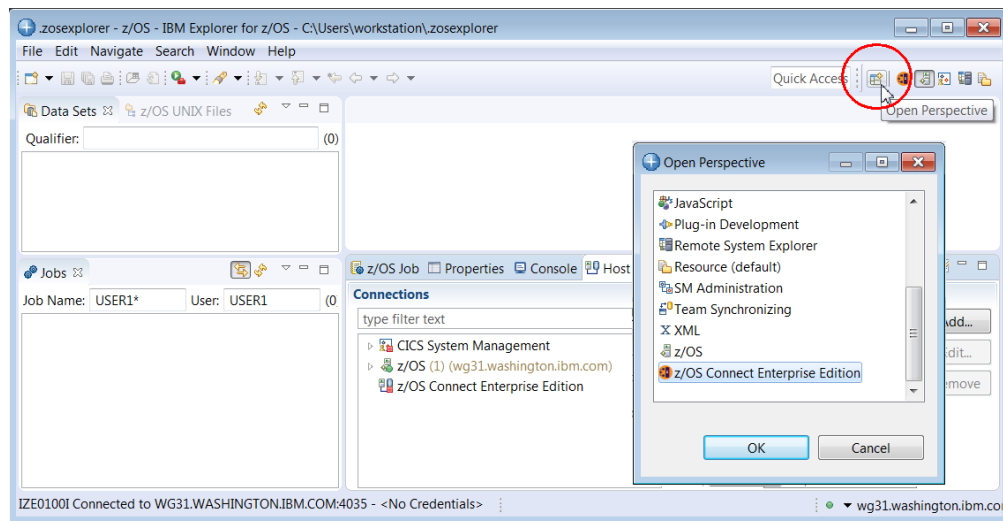 .zosexplorer - z/OS - IBM Explorer for z/OS - C:\Users\workstation\.zosexplorer
File Edit Navigate Search Window Help
Quick Access
Open Perspective
Data Sets z/OS UNIX Files
Qualifier: (0)
Jobs
Job Name: USER1* User: USER1 (0
z/OS Job Properties Console Host
Connections
type filter text
CICS System Management
z/OS (1) (wg31.washington.ibm.com)
z/OS Connect Enterprise Edition
Open Perspective
JavaScript
Plug-in Development
Remote System Explorer
Resource (default)
SM Administration
Team Synchronizing
XML
z/OS
z/OS Connect Enterprise Edition
OK Cancel
dd...
dit...
move
IZE0100I Connected to WG31.WASHINGTON.IBM.COM:4035 - <No Credentials>
wg31.washington.ibm.co